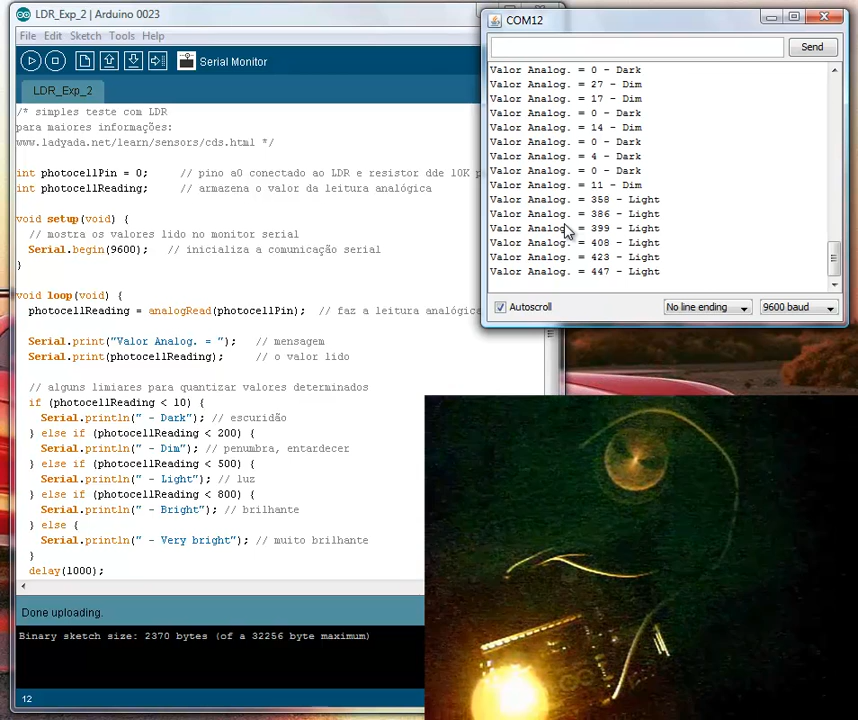 LDR_Exp_2 | Arduino 0023
File Edit Sketch Tools Help
Serial Monitor
LDR_Exp_2
/* simples teste com LDR
para maiores informações:
www.ladyada.net/learn/sensors/cds.html */
int photocellPin = 0; // pino a0 conectado ao LDR e resistor dde 10K p
int photocellReading; // armazena o valor da leitura analógica
void setup(void) {
// mostra os valores lido no monitor serial
Serial.begin(9600); // inicializa a comunicação serial
}
void loop(void) {
photocellReading = analogRead(photocellPin); // faz a leitura analógica
Serial.print("Valor Analog. = "); // mensagem
Serial.print(photocellReading); // o valor lido
// alguns limiares para quantizar valores determinados
if (photocellReading < 10) {
Serial.println(" - Dark"); // escuridão
} else if (photocellReading < 200) {
Serial.println(" - Dim"); // penumbra, entardecer
} else if (photocellReading < 500) {
Serial.println(" - Light"); // luz
} else if (photocellReading < 800) {
Serial.println(" - Bright"); // brilhante
} else {
Serial.println(" - Very bright"); // muito brilhante
}
delay(1000);
Done uploading.
Binary sketch size: 2370 bytes (of a 32256 byte maximum)
12
COM12
Send
Valor Analog. = 0 - Dark
Valor Analog. = 27 - Dim
Valor Analog. = 17 - Dim
Valor Analog. = 0 - Dark
Valor Analog. = 14 - Dim
Valor Analog. = 0 - Dark
Valor Analog. = 4 - Dark
Valor Analog. = 0 - Dark
Valor Analog. = 11 - Dim
Valor Analog. = 358 - Light
Valor Analog. = 386 - Light
Valor Analog. = 399 - Light
Valor Analog. = 408 - Light
Valor Analog. = 423 - Light
Valor Analog. = 447 - Light
Autoscroll
No line ending
9600 baud